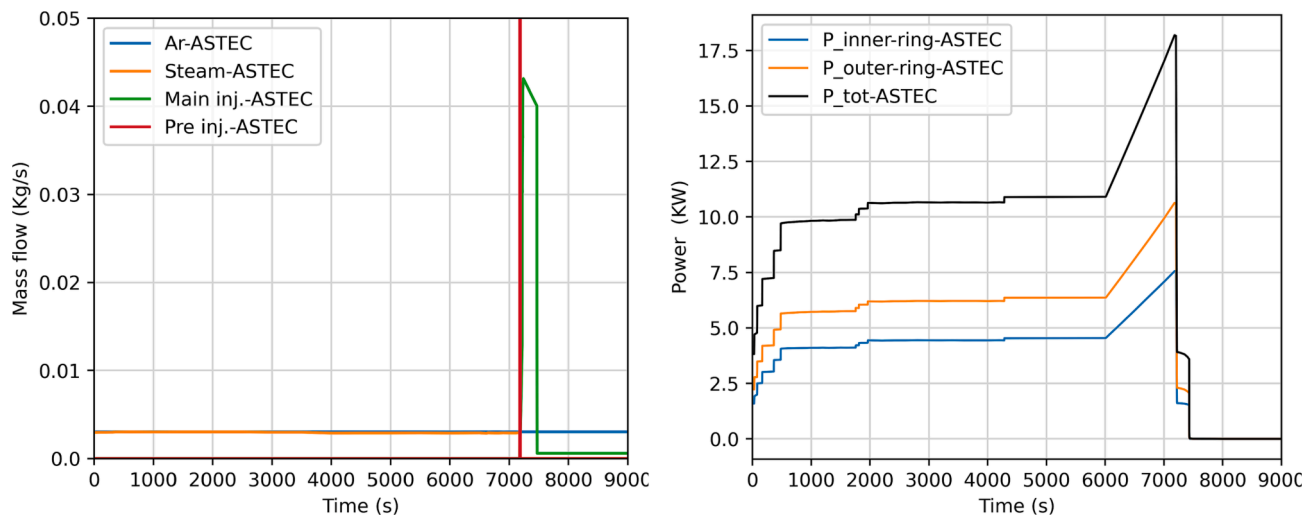 0.05
0.04
0.03
0.02
0.01
0.0
Mass flow (Kg/s)
Ar-ASTEC
Steam-ASTEC
Main inj.-ASTEC
Pre inj.-ASTEC
0 1000 2000 3000 4000 5000 6000 7000 8000 900
Time (s)
17.5
15.0
12.5
10.0
7.5
5.0
2.5
0.0
Power (KW)
P_inner-ring-ASTEC
P_outer-ring-ASTEC
P_tot-ASTEC
0 1000 2000 3000 4000 5000 6000 7000 8000 9000
Time (s)